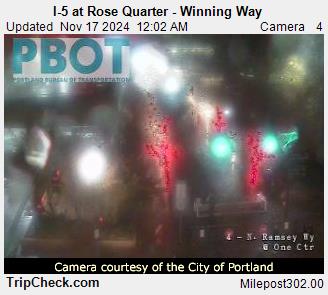 I-5 at Rose Quarter - Winning Way
Updated Nov 17 2024 12:02 AM Camera 4
PBOT
PORTLAND BUREAU OF TRANSPORTATION
4 - N. Ramsey Wy
@ One Ctr
Camera courtesy of the City of Portland
TripCheck.com Milepost302.00